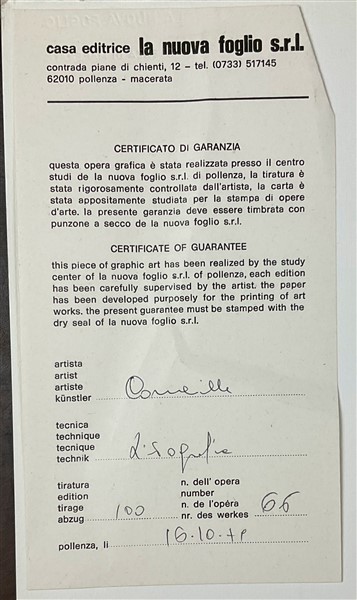 casa editrice la nuova foglio s.r.l.
contrada piane di chienti, 12 - tel. (0733) 517145
62010 pollenza - macerata
CERTIFICATO DI GARANZIA
questa opera grafica è stata realizzata presso il centro
studi de la nuova foglio s.r.l. di pollenza, la tiratura è
stata rigorosamente controllata dall'artista, la carta è
stata appositamente studiata per la stampa di opere
d'arte. la presente garanzia deve essere timbrata con
punzone a secco de la nuova foglio s.r.l.
CERTIFICATE OF GUARANTEE
this piece of graphic art has been realized by the study
center of la nuova foglio s.r.l. of pollenza, each edition
has been carefully supervised by the artist. the paper
has been developed purposely for the printing of art
works. the present guarantee must be stamped with the
dry seal of la nuova foglio s.r.l.
artista
artist
artiste
künstler Corneille
tecnica
technique
tecnique
technik
tiratura
edition
tirage
abzug 100
n. dell'opera
number
n. de l'opéra
nr. des werkes 66
pollenza, li 16.10.